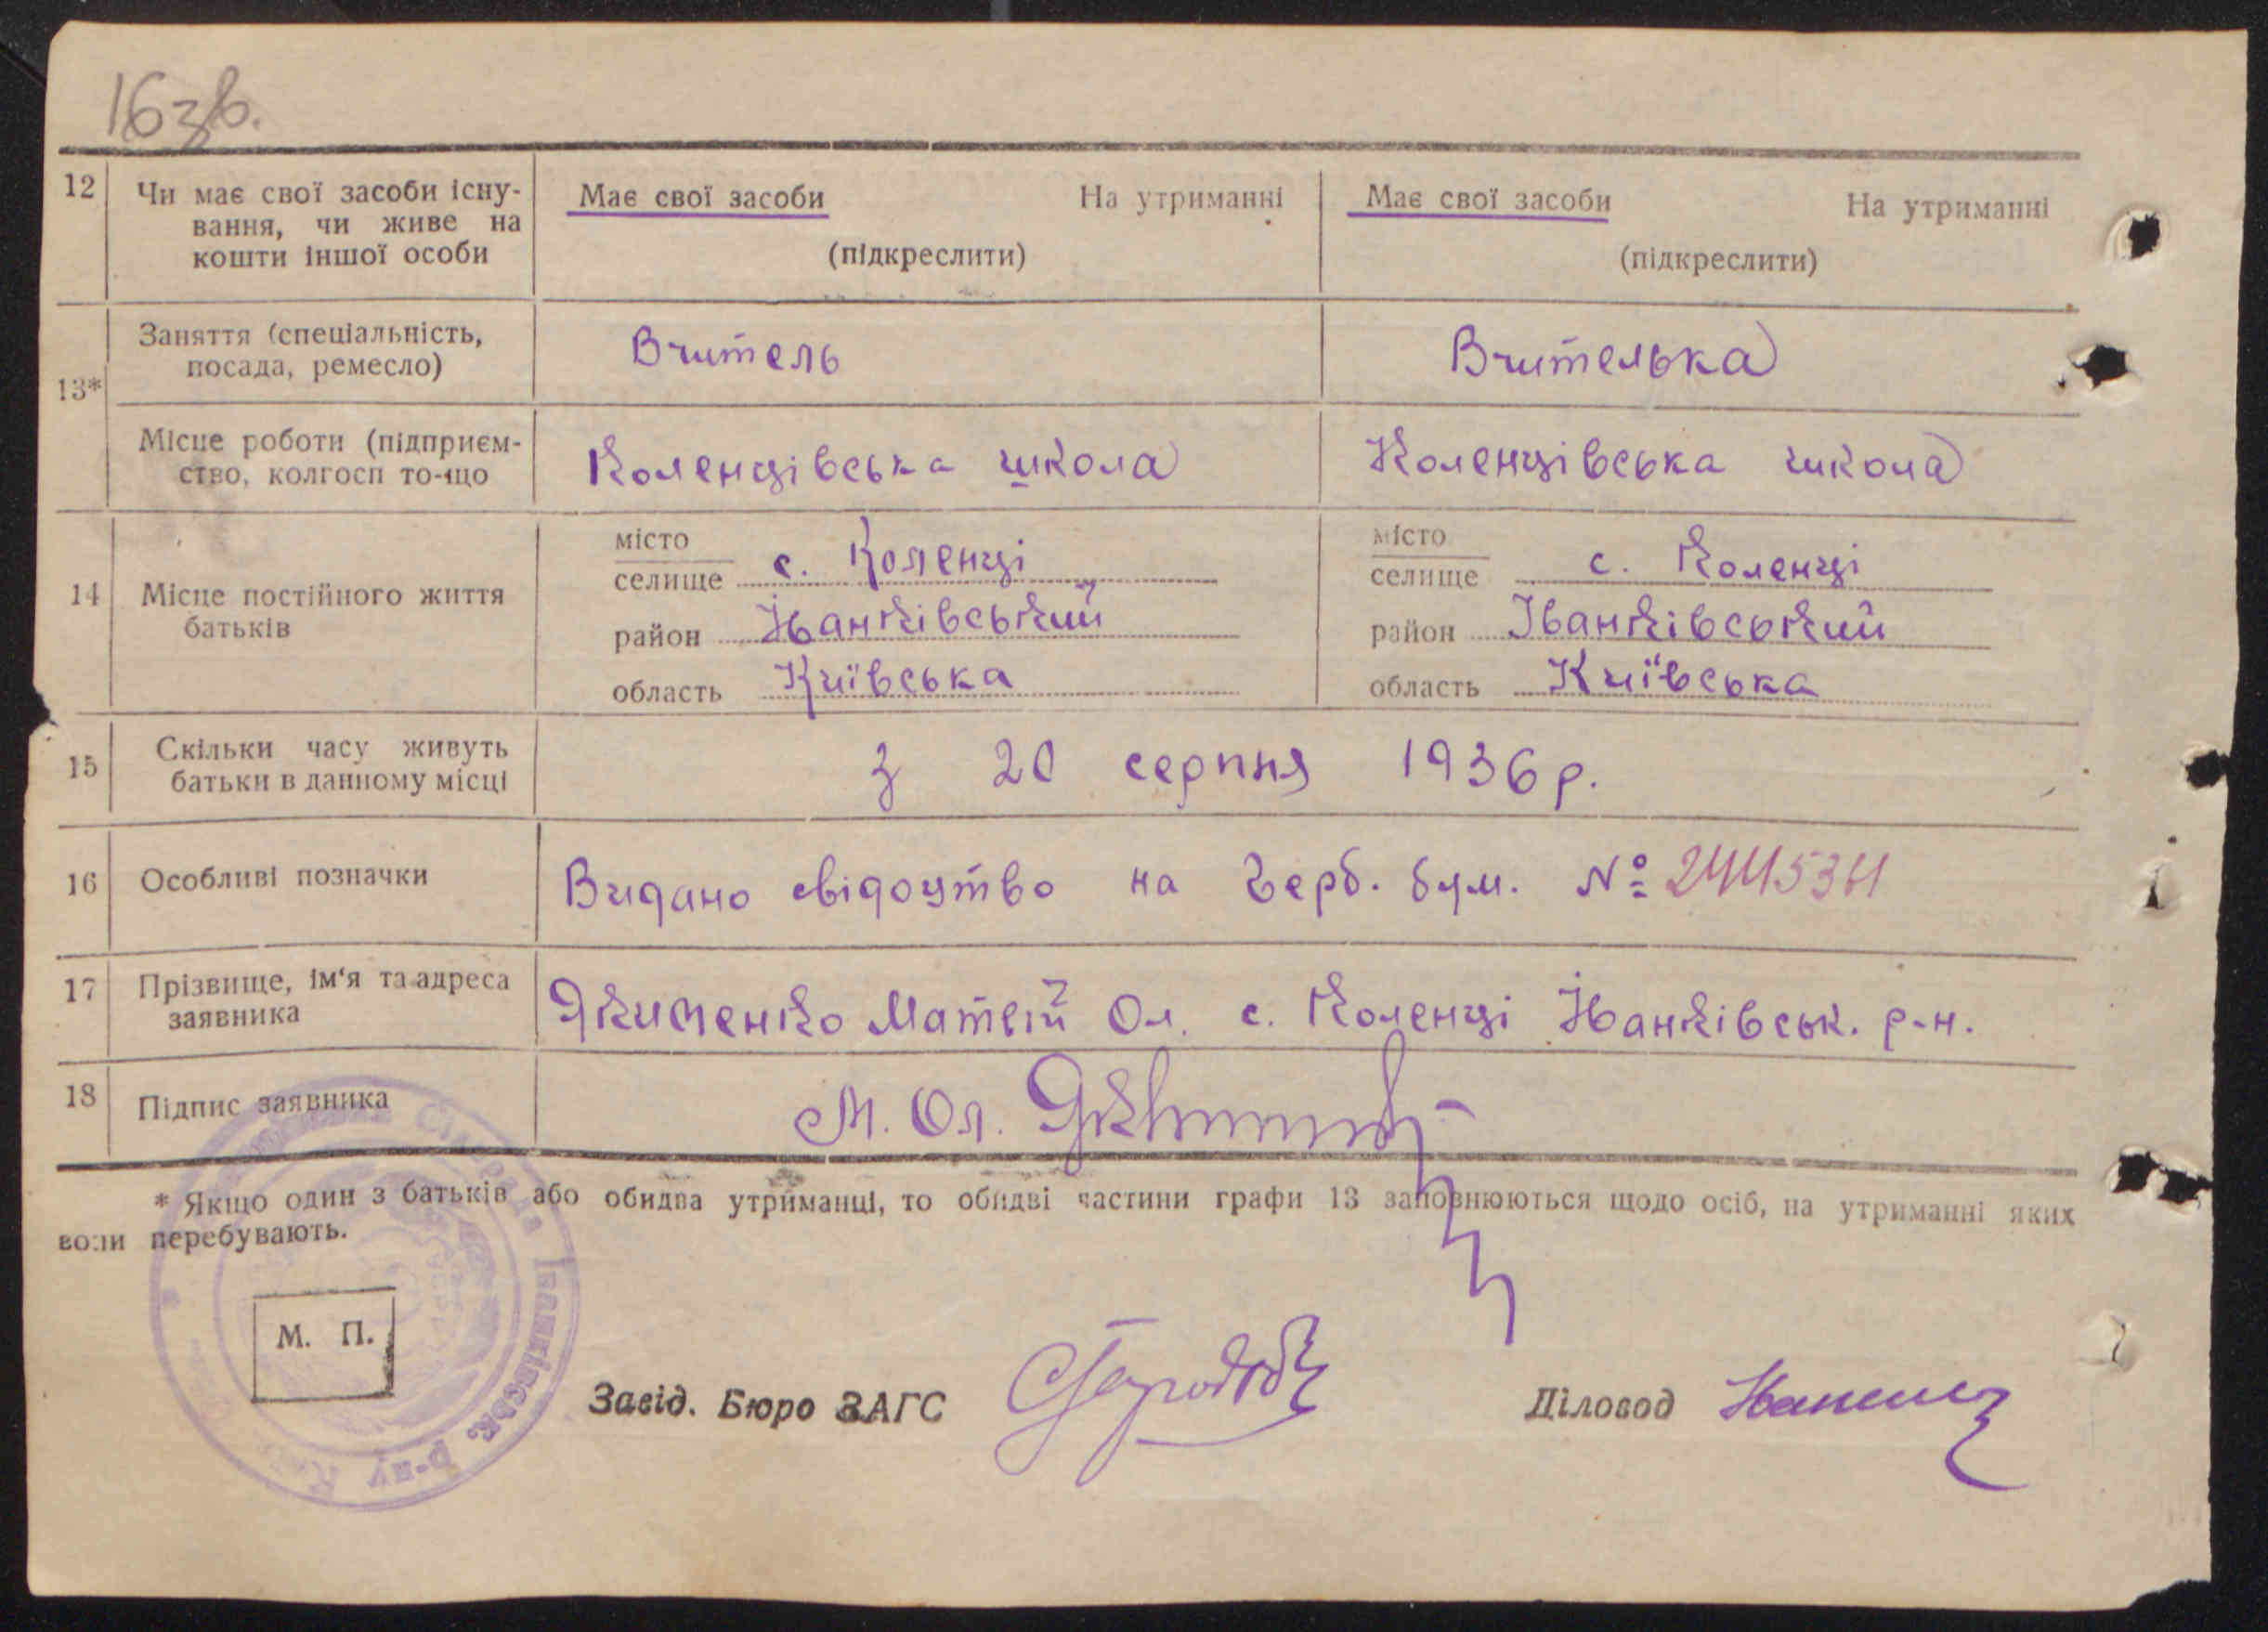 16зв.
12 Чи має свої засоби існу-
вання, чи живе на
кошти іншої особи
Має свої засоби На утриманні
(підкреслити)
Має свої засоби На утриманні
(підкреслити)
13*
Заняття (спеціальність,
посада, ремесло)
Вчитель
Вчителька
Місце роботи (підприєм-
ство, колгосп то-що
Коленцівська школа
Коленцівська школа
14 Місце постійного життя
батьків
місто
селище с. Коленці
район Іванківський
область Київська
місто
селище с. Коленці
район Іванківський
область Київська
15 Скільки часу живуть
батьки в данному місці
з 20 серпня 1936 р.
16 Особливі позначки
Видано свідоцтво на герб. бум. №
17 Прізвище, ім'я та адреса
заявника
Якименко Матвій Ол. с. Коленці Іванківськ. р-н.
18 Підпис заявника
М. Ол.
* Якщо один з батьків або обидва утриманці, то обидві частини графи 13 заповнюються щодо осіб, на утриманні яких
вони перебувають.
М. П.
Іванківськ. р-ну
Завід. Бюро ЗАГС
Діловод